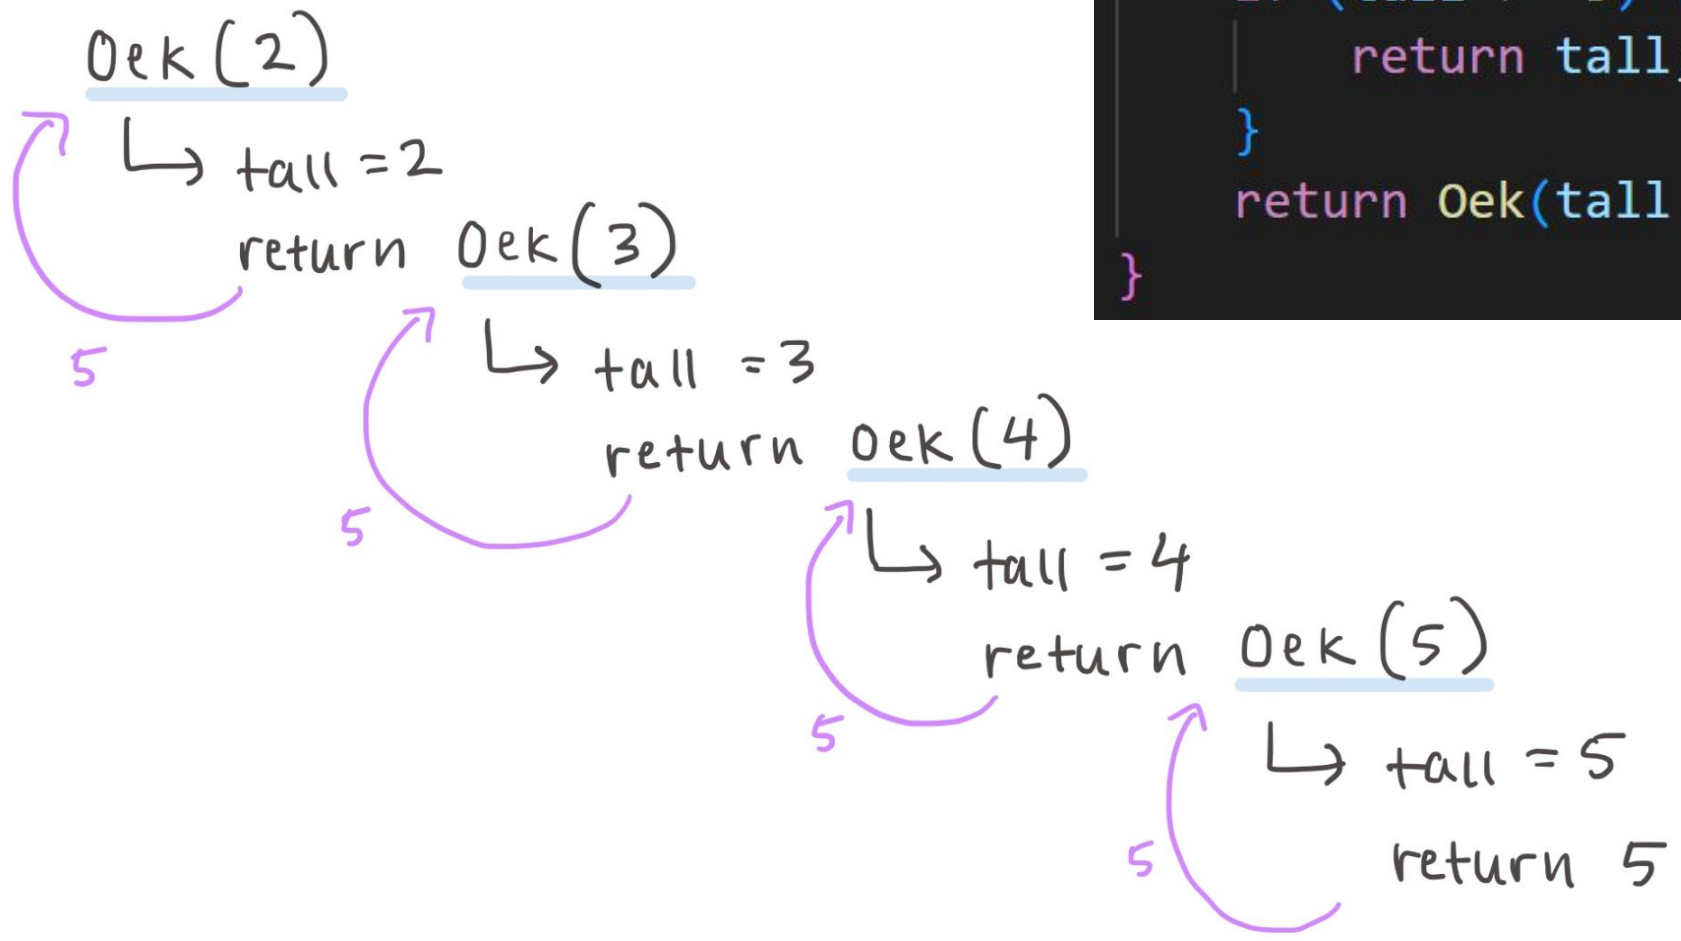 Oek(2)
tall = 2
return Oek(3)
5
tall = 3
return Oek(4)
5
tall = 4
return Oek(5)
5
tall = 5
return 5
5
return tall
}
return Oek(tall
}